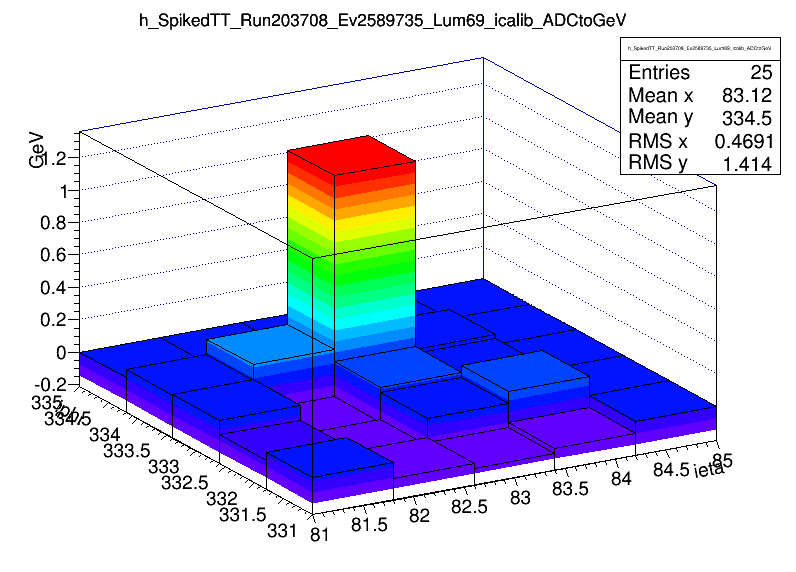 h_SpikedTT_Run203708_Ev2589735_Lum69_icalib_ADCtoGeV
h_SpikedTT_Run203708_Ev2589735_Lum69_icalib_ADCtoGeV
Entries 25
Mean x 83.12
Mean y 334.5
RMS x 0.4691
RMS y 1.414
GeV
1.2
1
0.8
0.6
0.4
0.2
0
-0.2
335
334.5
334
333.5
333
332.5
332
331.5
331
81
81.5
82
82.5
83
83.5
84
84.5
85
ieta